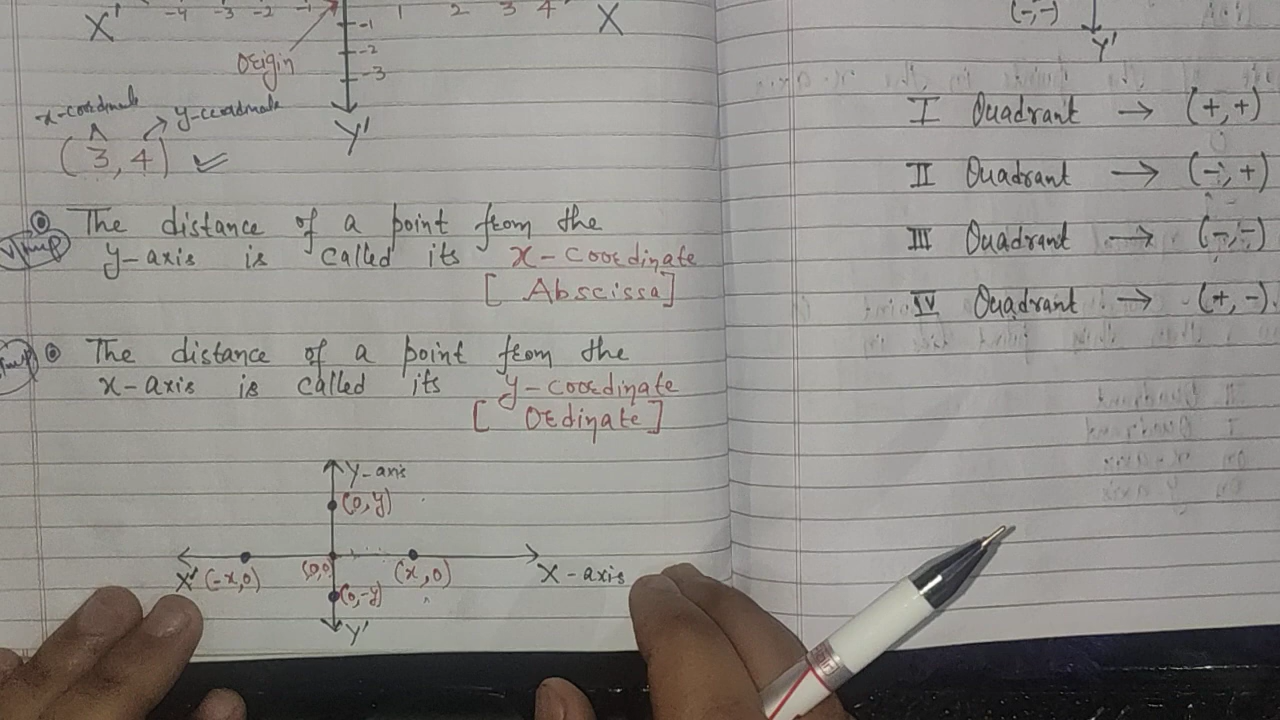 X' -4 -3 -2 -1 1 2 3 4 X
-1
-2
-3
Origin
Y'
x-coordinate y-coordinate
(3,4)
The distance of a point from the
y-axis is called its x-coordinate
[Abscissa]
The distance of a point from the
x-axis is called its y-coordinate
[Ordinate]
Y-axis
(0,y)
X' (-x,0) (0,0) (x,0) X-axis
(0,-y)
Y'
(-,-)
Y'
I Quadrant → (+,+)
II Quadrant → (-,+)
III Quadrant → (-,-)
IV Quadrant → (+,-).